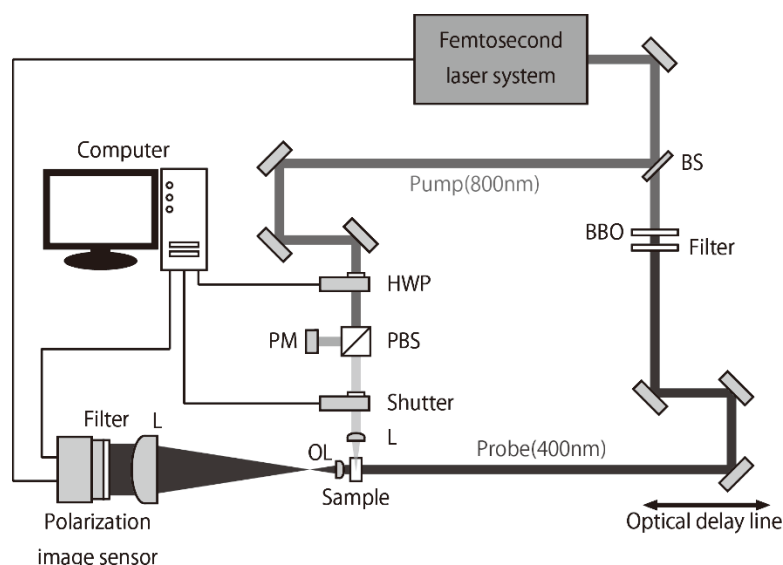 Femtosecond
laser system
Computer
BS
Pump(800nm)
BBO
Filter
HWP
PM
PBS
Shutter
Filter
L
L
OL
Probe(400nm)
Sample
Polarization
image sensor
Optical delay line